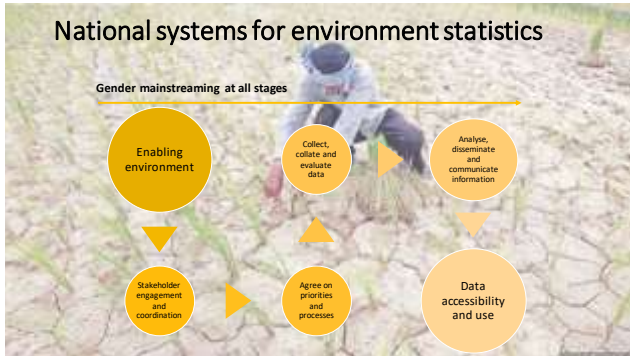 National systems for environment statistics
Gender mainstreaming at all stages
Enabling
environment
Stakeholder
engagement
and
coordination
Agree on
priorities
and
processes
Collect,
collate and
evaluate
data
Analyse,
disseminate
and
communicate
information
Data
accessibility
and use